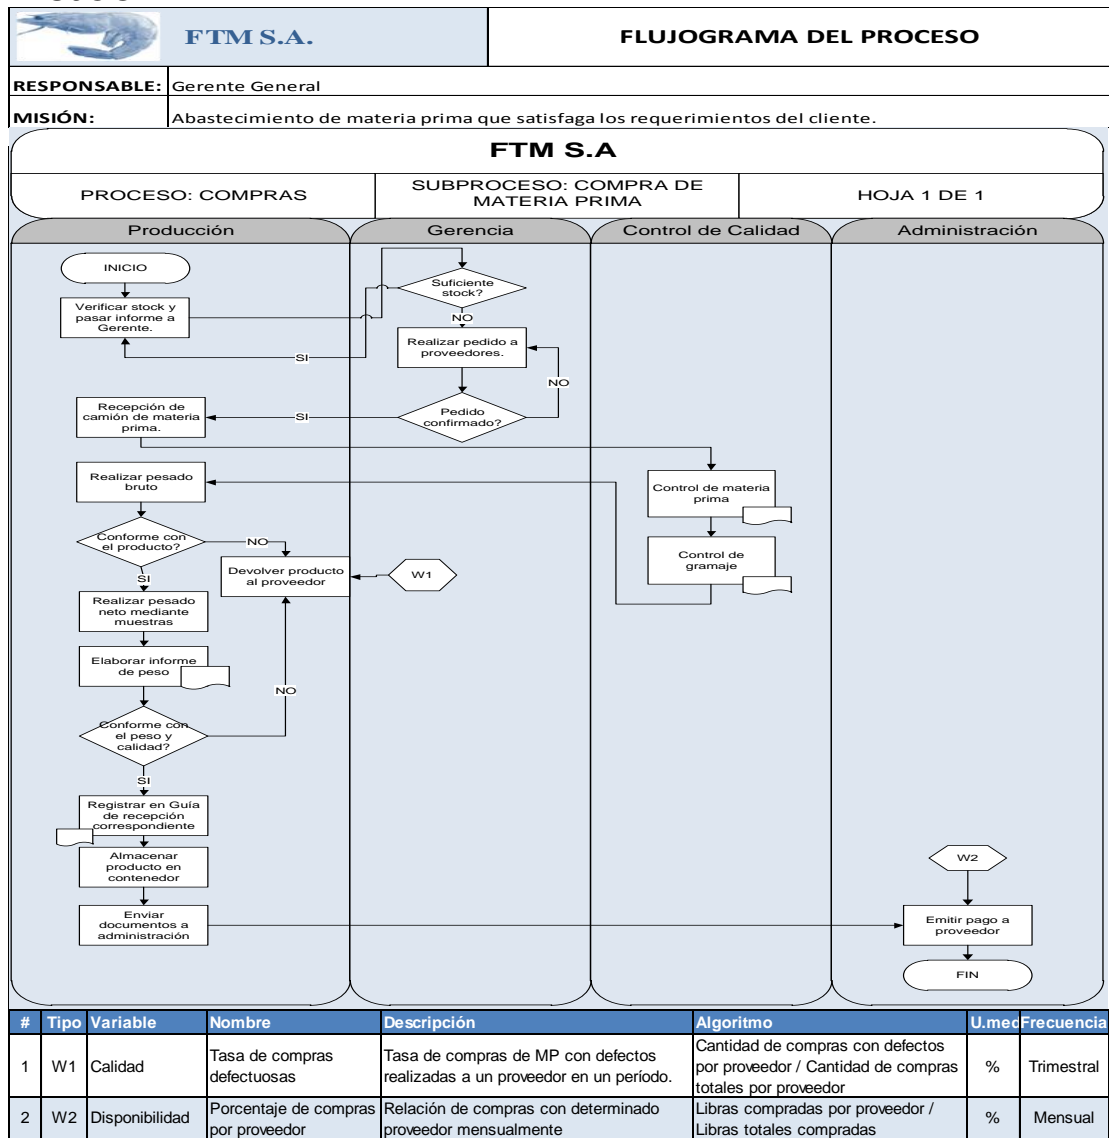 FTM S.A.
FLUJOGRAMA DEL PROCESO
RESPONSABLE: Gerente General
MISIÓN: Abastecimiento de materia prima que satisfaga los requerimientos del cliente.
FTM S.A
PROCESO: COMPRAS
SUBPROCESO: COMPRA DE
MATERIA PRIMA
HOJA 1 DE 1
Producción
Gerencia
Control de Calidad
Administración
INICIO
Verificar stock y
pasar informe a
Gerente.
Suficiente
stock?
NO
SI
Realizar pedido a
proveedores.
NO
Pedido
confirmado?
SI
Recepción de
camión de materia
prima.
Control de materia
prima
Control de
gramaje
Realizar pesado
bruto
Conforme con
el producto?
NO
SI
Devolver producto
al proveedor
W1
Realizar pesado
neto mediante
muestras
Elaborar informe
de peso
NO
Conforme con
el peso y
calidad?
SI
Registrar en Guía
de recepción
correspondiente
Almacenar
producto en
contenedor
Enviar
documentos a
administración
W2
Emitir pago a
proveedor
FIN
# Tipo Variable Nombre Descripción Algoritmo U.med Frecuencia
1 W1 Calidad
Tasa de compras
defectuosas
Tasa de compras de MP con defectos
realizadas a un proveedor en un período.
Cantidad de compras con defectos
por proveedor / Cantidad de compras
totales por proveedor
% Trimestral
2 W2 Disponibilidad
Porcentaje de compras
por proveedor
Relación de compras con determinado
proveedor mensualmente
Libras compradas por proveedor /
Libras totales compradas
% Mensual